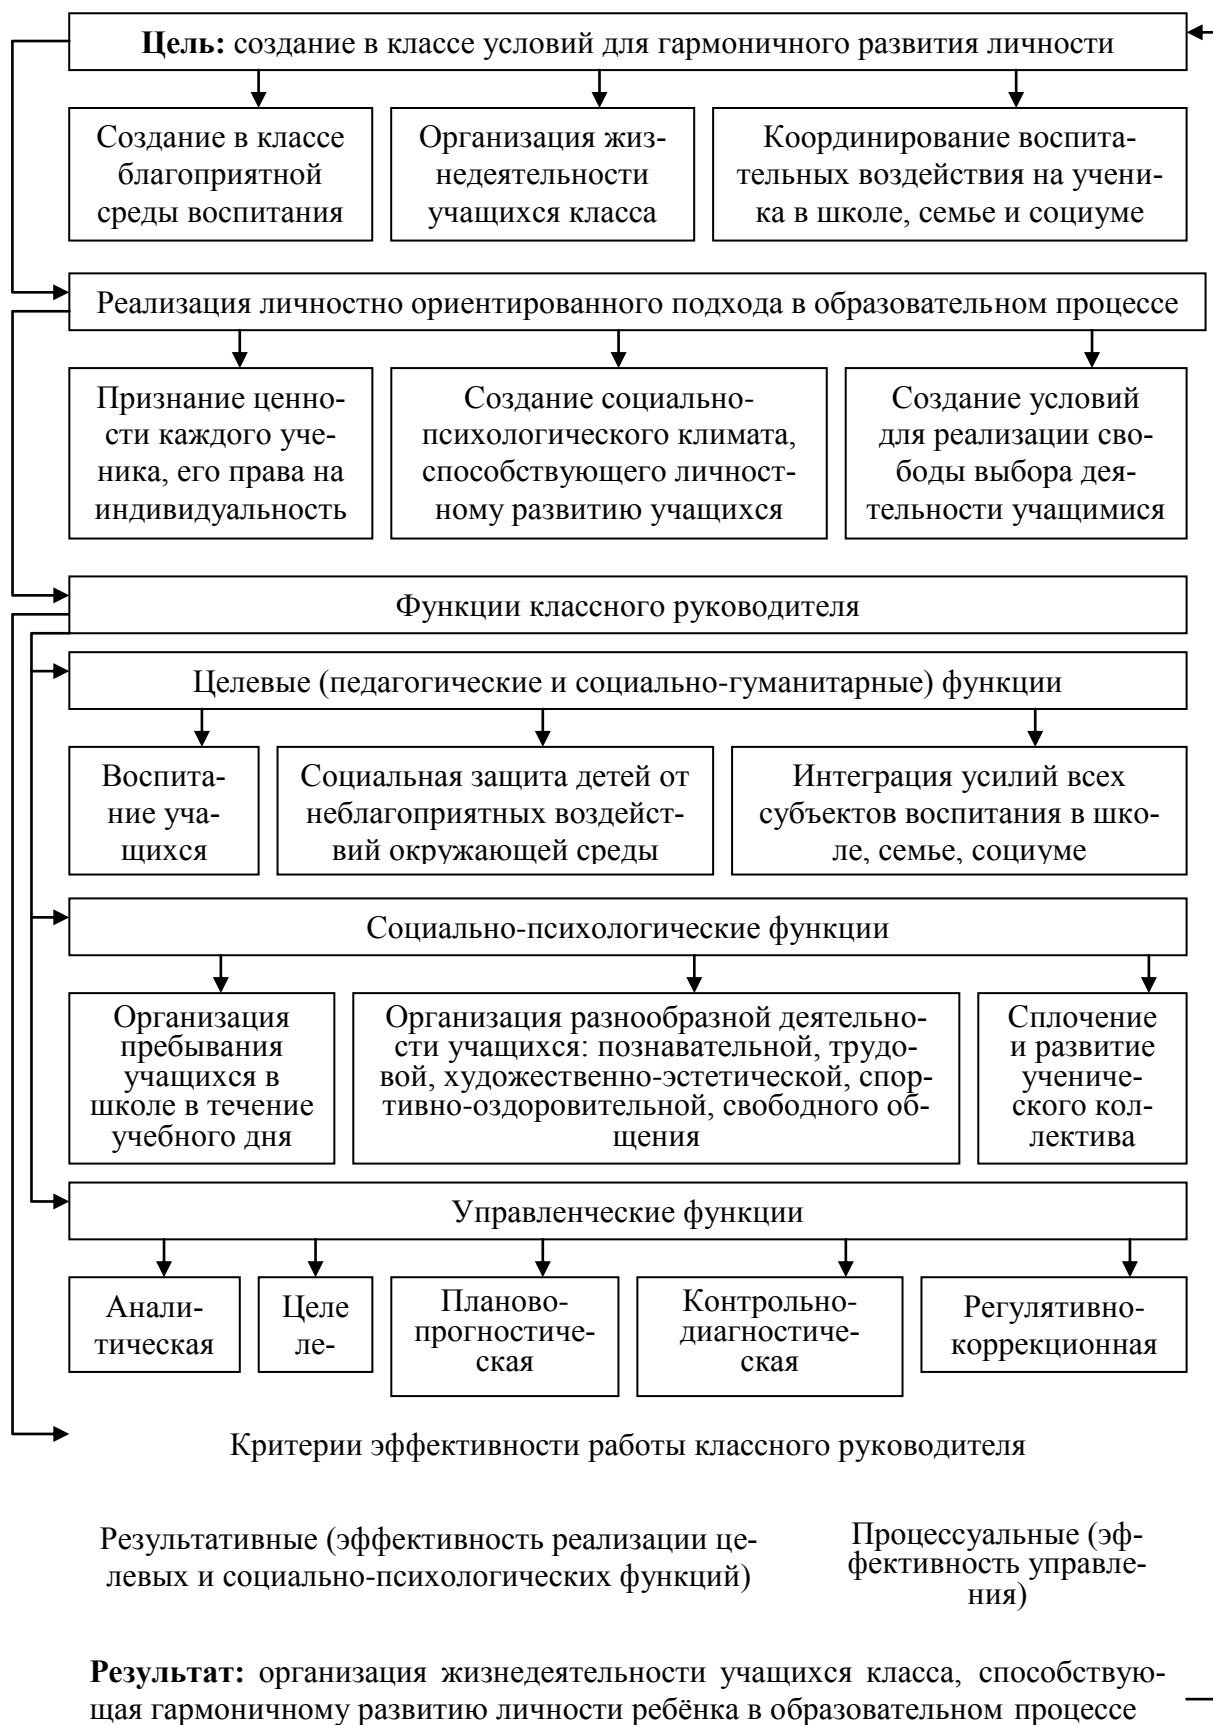 Цель: создание в классе условий для гармоничного развития личности
Создание в классе
благоприятной
среды воспитания
Организация жиз-
недеятельности
учащихся класса
Координирование воспита-
тельных воздействия на учени-
ка в школе, семье и социуме
Реализация личностно ориентированного подхода в образовательном процессе
Признание ценно-
сти каждого уче-
ника, его права на
индивидуальность
Создание социально-
психологического климата,
способствующего личност-
ному развитию учащихся
Создание условий
для реализации сво-
боды выбора дея-
тельности учащимися
Функции классного руководителя
Целевые (педагогические и социально-гуманитарные) функции
Воспита-
ние уча-
щихся
Социальная защита детей от
неблагоприятных воздейст-
вий окружающей среды
Интеграция усилий всех
субъектов воспитания в шко-
ле, семье, социуме
Социально-психологические функции
Организация
пребывания
учащихся в
школе в течение
учебного дня
Организация разнообразной деятельно-
сти учащихся: познавательной, трудо-
вой, художественно-эстетической, спор-
тивно-оздоровительной, свободного об-
щения
Сплочение
и развитие
учениче-
ского кол-
лектива
Управленческие функции
Анали-
тическая
Целе
ле-
Планово-
прогностиче-
ская
Контрольно-
диагностиче-
ская
Регулятивно-
коррекционная
Критерии эффективности работы классного руководителя
Результативные (эффективность реализации це-
левых и социально-психологических функций)
Процессуальные (эф-
фективность управле-
ния)
Результат: организация жизнедеятельности учащихся класса, способствую-
щая гармоничному развитию личности ребёнка в образовательном процессе